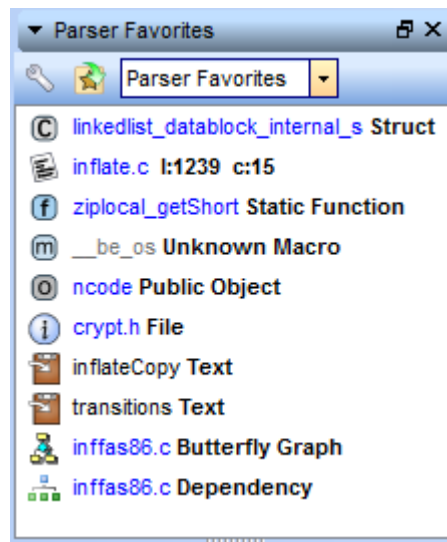 Parser Favorites
Parser Favorites
C linkedlist_datablock_internal_s Struct
inflate.c l:1239 c:15
f ziplocal_getShort Static Function
m __be_os Unknown Macro
O ncode Public Object
i crypt.h File
inflateCopy Text
transitions Text
inffas86.c Butterfly Graph
inffas86.c Dependency